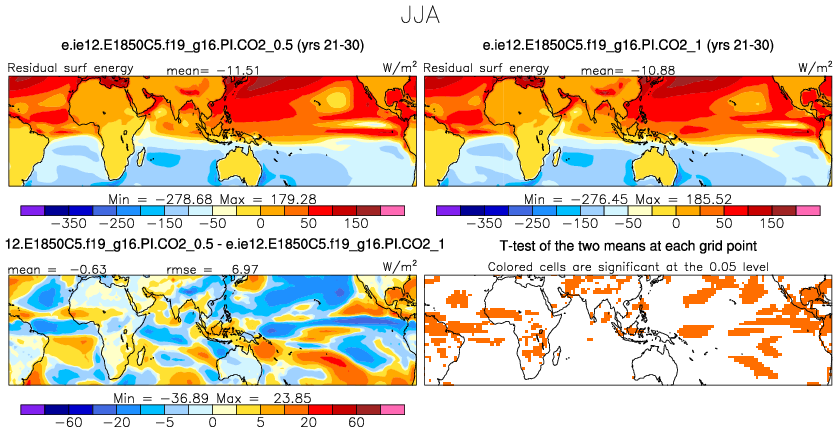 JJA
e.ie12.E1850C5.f19_g16.PI.CO2_0.5 (yrs 21-30)
Residual surf energy mean= -11.51 W/m²
Min = -278.68 Max = 179.28
-350 -250 -150 -50 0 50 150
e.ie12.E1850C5.f19_g16.PI.CO2_1 (yrs 21-30)
Residual surf energy mean= -10.88 W/m²
Min = -276.45 Max = 185.52
-350 -250 -150 -50 0 50 150
12.E1850C5.f19_g16.PI.CO2_0.5 - e.ie12.E1850C5.f19_g16.PI.CO2_1
mean = -0.63 rmse = 6.97 W/m²
Min = -36.89 Max = 23.85
-60 -20 -5 0 5 20 60
T-test of the two means at each grid point
Colored cells are significant at the 0.05 level